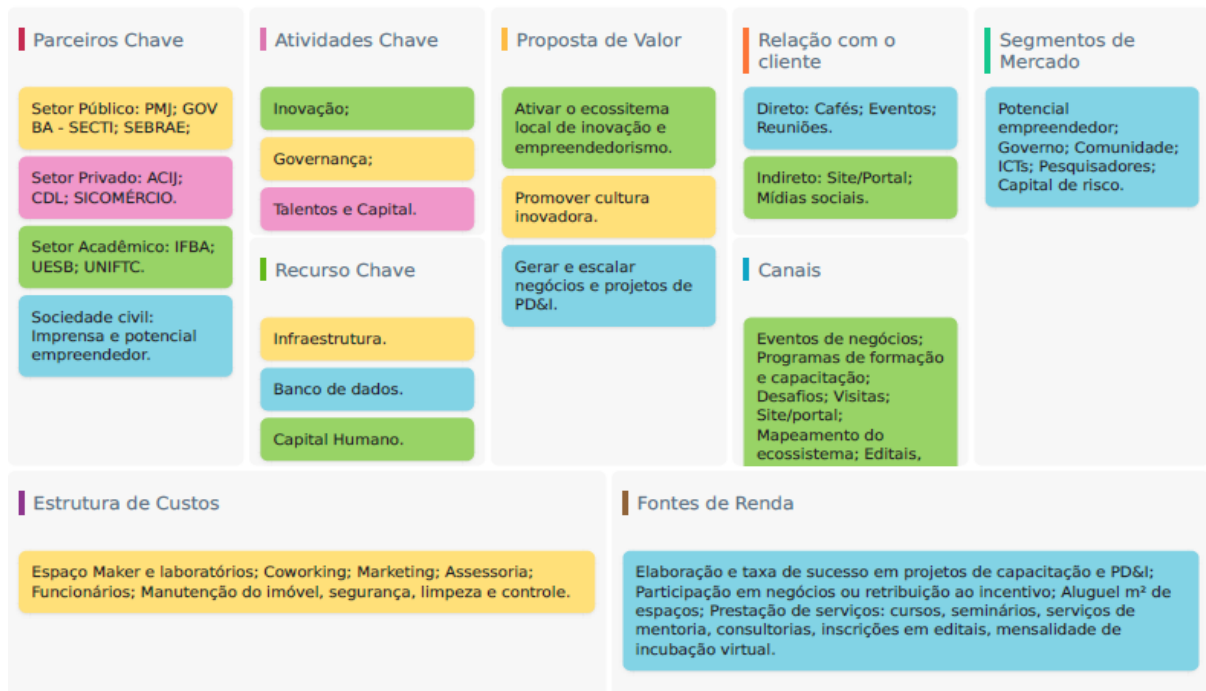 Parceiros Chave
Setor Público: PMJ; GOV
BA - SECTI; SEBRAE;
Setor Privado: ACIJ;
CDL; SICOMÉRCIO.
Setor Acadêmico: IFBA;
UESB; UNIFTC.
Sociedade civil:
Imprensa e potencial
empreendedor.
Atividades Chave
Inovação;
Governança;
Talentos e Capital.
Recurso Chave
Infraestrutura.
Banco de dados.
Capital Humano.
Proposta de Valor
Ativar o ecossitema
local de inovação e
empreendedorismo.
Promover cultura
inovadora.
Gerar e escalar
negócios e projetos de
PD&I.
Relação com o
cliente
Direto: Cafés; Eventos;
Reuniões.
Indireto: Site/Portal;
Mídias sociais.
Canais
Eventos de negócios;
Programas de formação
e capacitação;
Desafios; Visitas;
Site/portal;
Mapeamento do
ecossistema; Editais,
Segmentos de
Mercado
Potencial
empreendedor;
Governo; Comunidade;
ICTs; Pesquisadores;
Capital de risco.
Estrutura de Custos
Espaço Maker e laboratórios; Coworking; Marketing; Assessoria;
Funcionários; Manutenção do imóvel, segurança, limpeza e controle.
Fontes de Renda
Elaboração e taxa de sucesso em projetos de capacitação e PD&I;
Participação em negócios ou retribuição ao incentivo; Aluguel m² de
espaços; Prestação de serviços: cursos, seminários, serviços de
mentoria, consultorias, inscrições em editais, mensalidade de
incubação virtual.